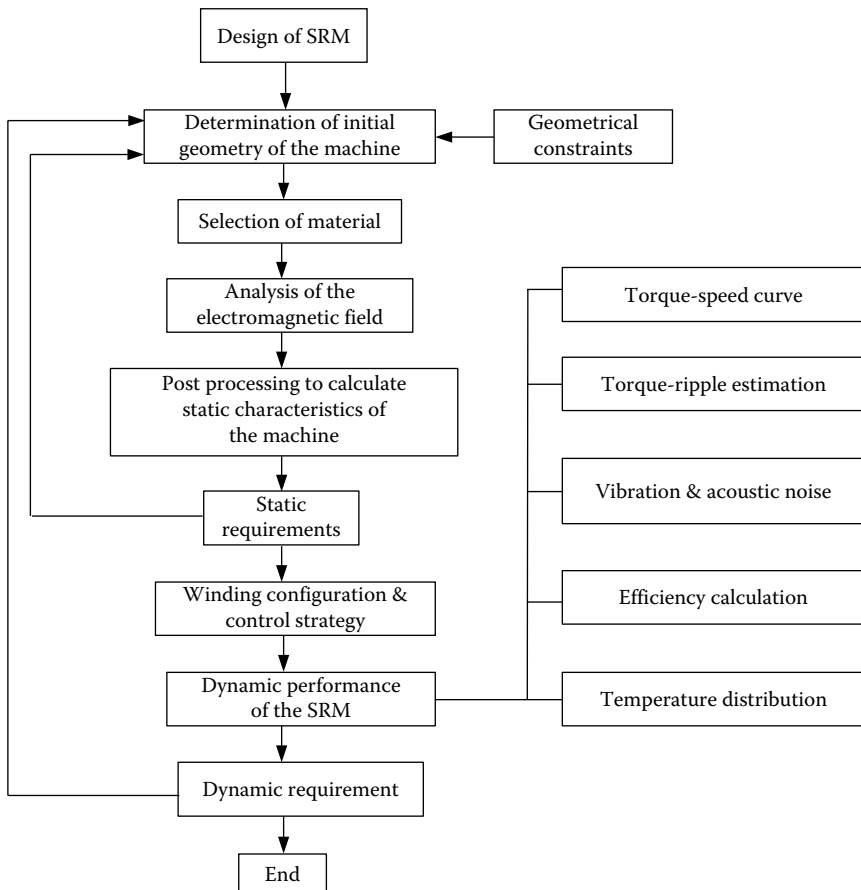 Design of SRM
Determination of initial
geometry of the machine
Geometrical
constraints
Selection of material
Analysis of the
electromagnetic field
Post processing to calculate
static characteristics of
the machine
Static
requirements
Winding configuration &
control strategy
Dynamic performance
of the SRM
Dynamic requirement
End
Torque-speed curve
Torque-ripple estimation
Vibration & acoustic noise
Efficiency calculation
Temperature distribution